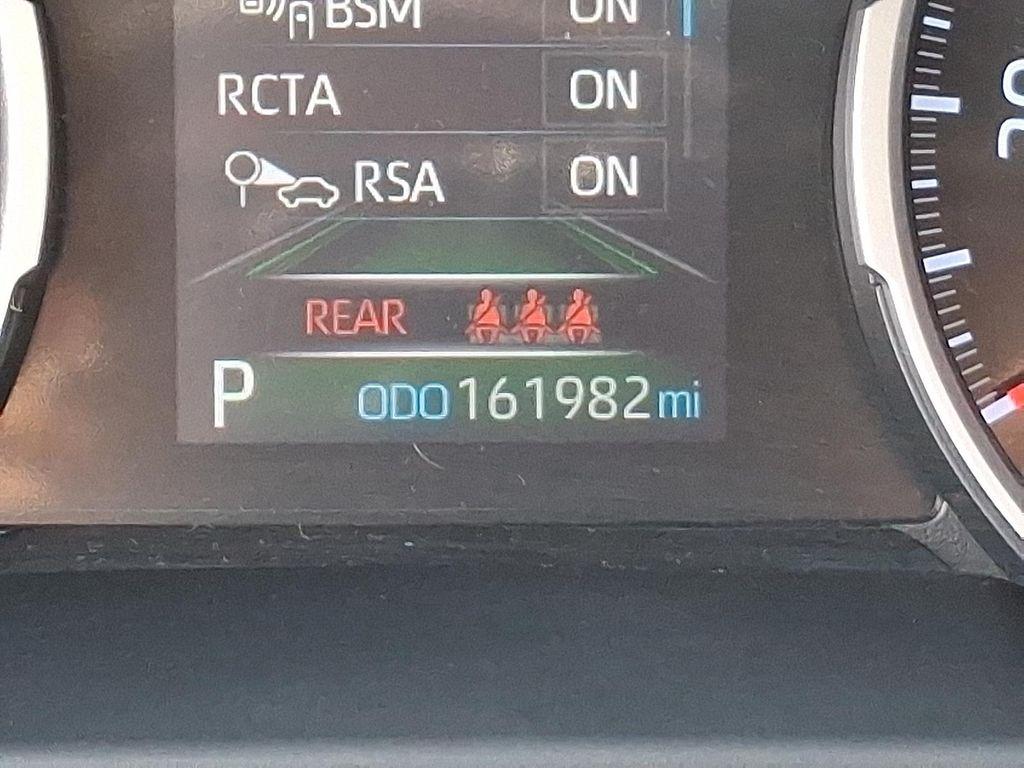 BSM ON
RCTA ON
RSA ON
REAR
P ODO 161982 mi